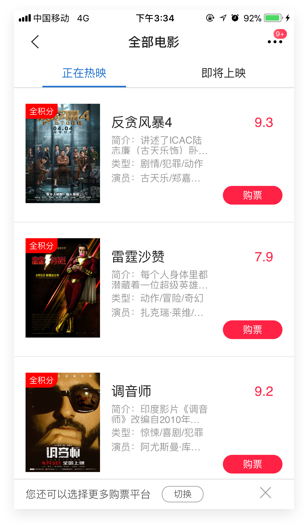 中国移动 4G 下午3:34 92%
全部电影
9+
正在热映 即将上映
全积分
反贪风暴4 9.3
简介：讲述了ICAC陆
志廉（古天乐饰）卧…
类型：剧情/犯罪/动作
演员：古天乐/郑嘉…
购票
全积分
雷霆沙赞 7.9
简介：每个人身体里都
潜藏着一位超级英雄…
类型：动作/冒险/奇幻
演员：扎克瑞·莱维/…
购票
全积分
调音师 9.2
简介：印度影片《调音
师》改编自2010年…
类型：惊悚/喜剧/犯罪
演员：阿尤斯曼·库…
购票
调音师
您还可以选择更多购票平台 切换